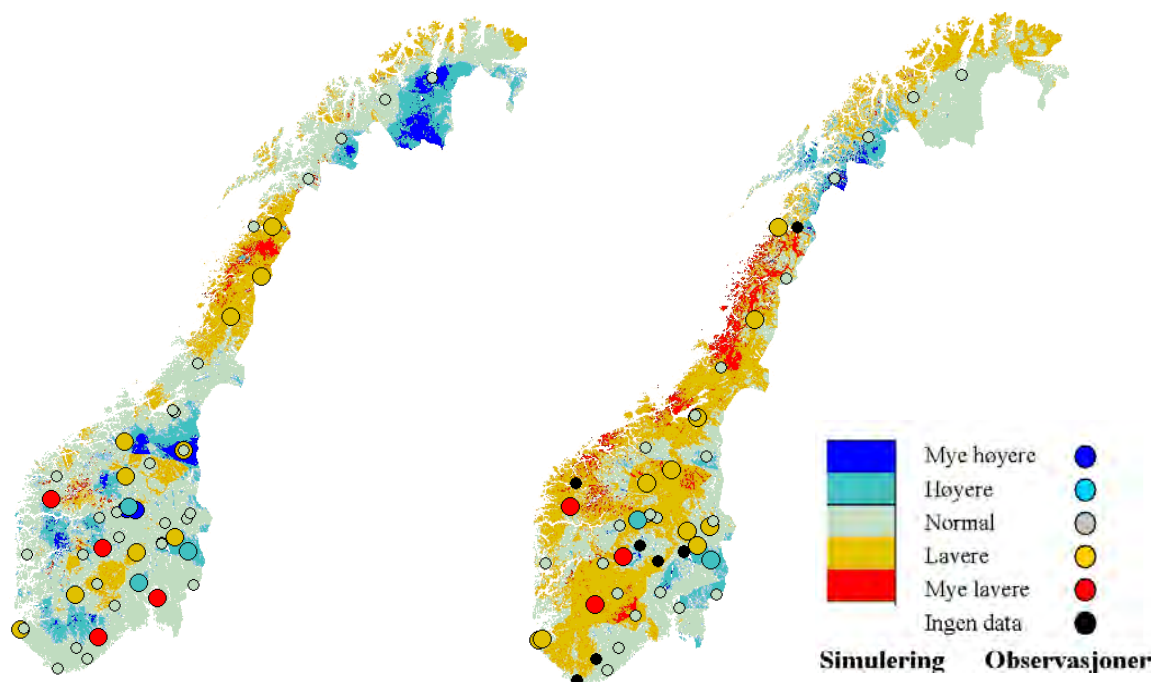 Mye høyere
Høyere
Normal
Lavere
Mye lavere
Ingen data
Simulering Observasjoner